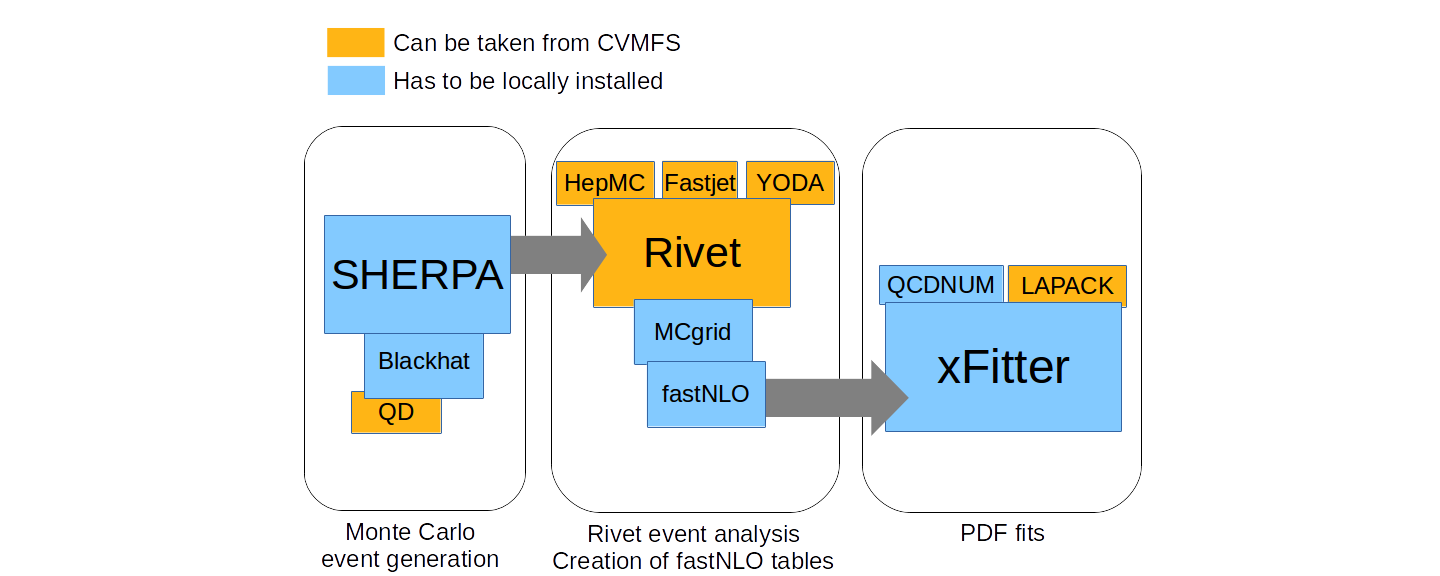 Can be taken from CVMFS
Has to be locally installed
SHERPA
Blackhat
QD
Monte Carlo
event generation
HepMC
Fastjet
YODA
Rivet
MCgrid
fastNLO
Rivet event analysis
Creation of fastNLO tables
QCDNUM
LAPACK
xFitter
PDF fits